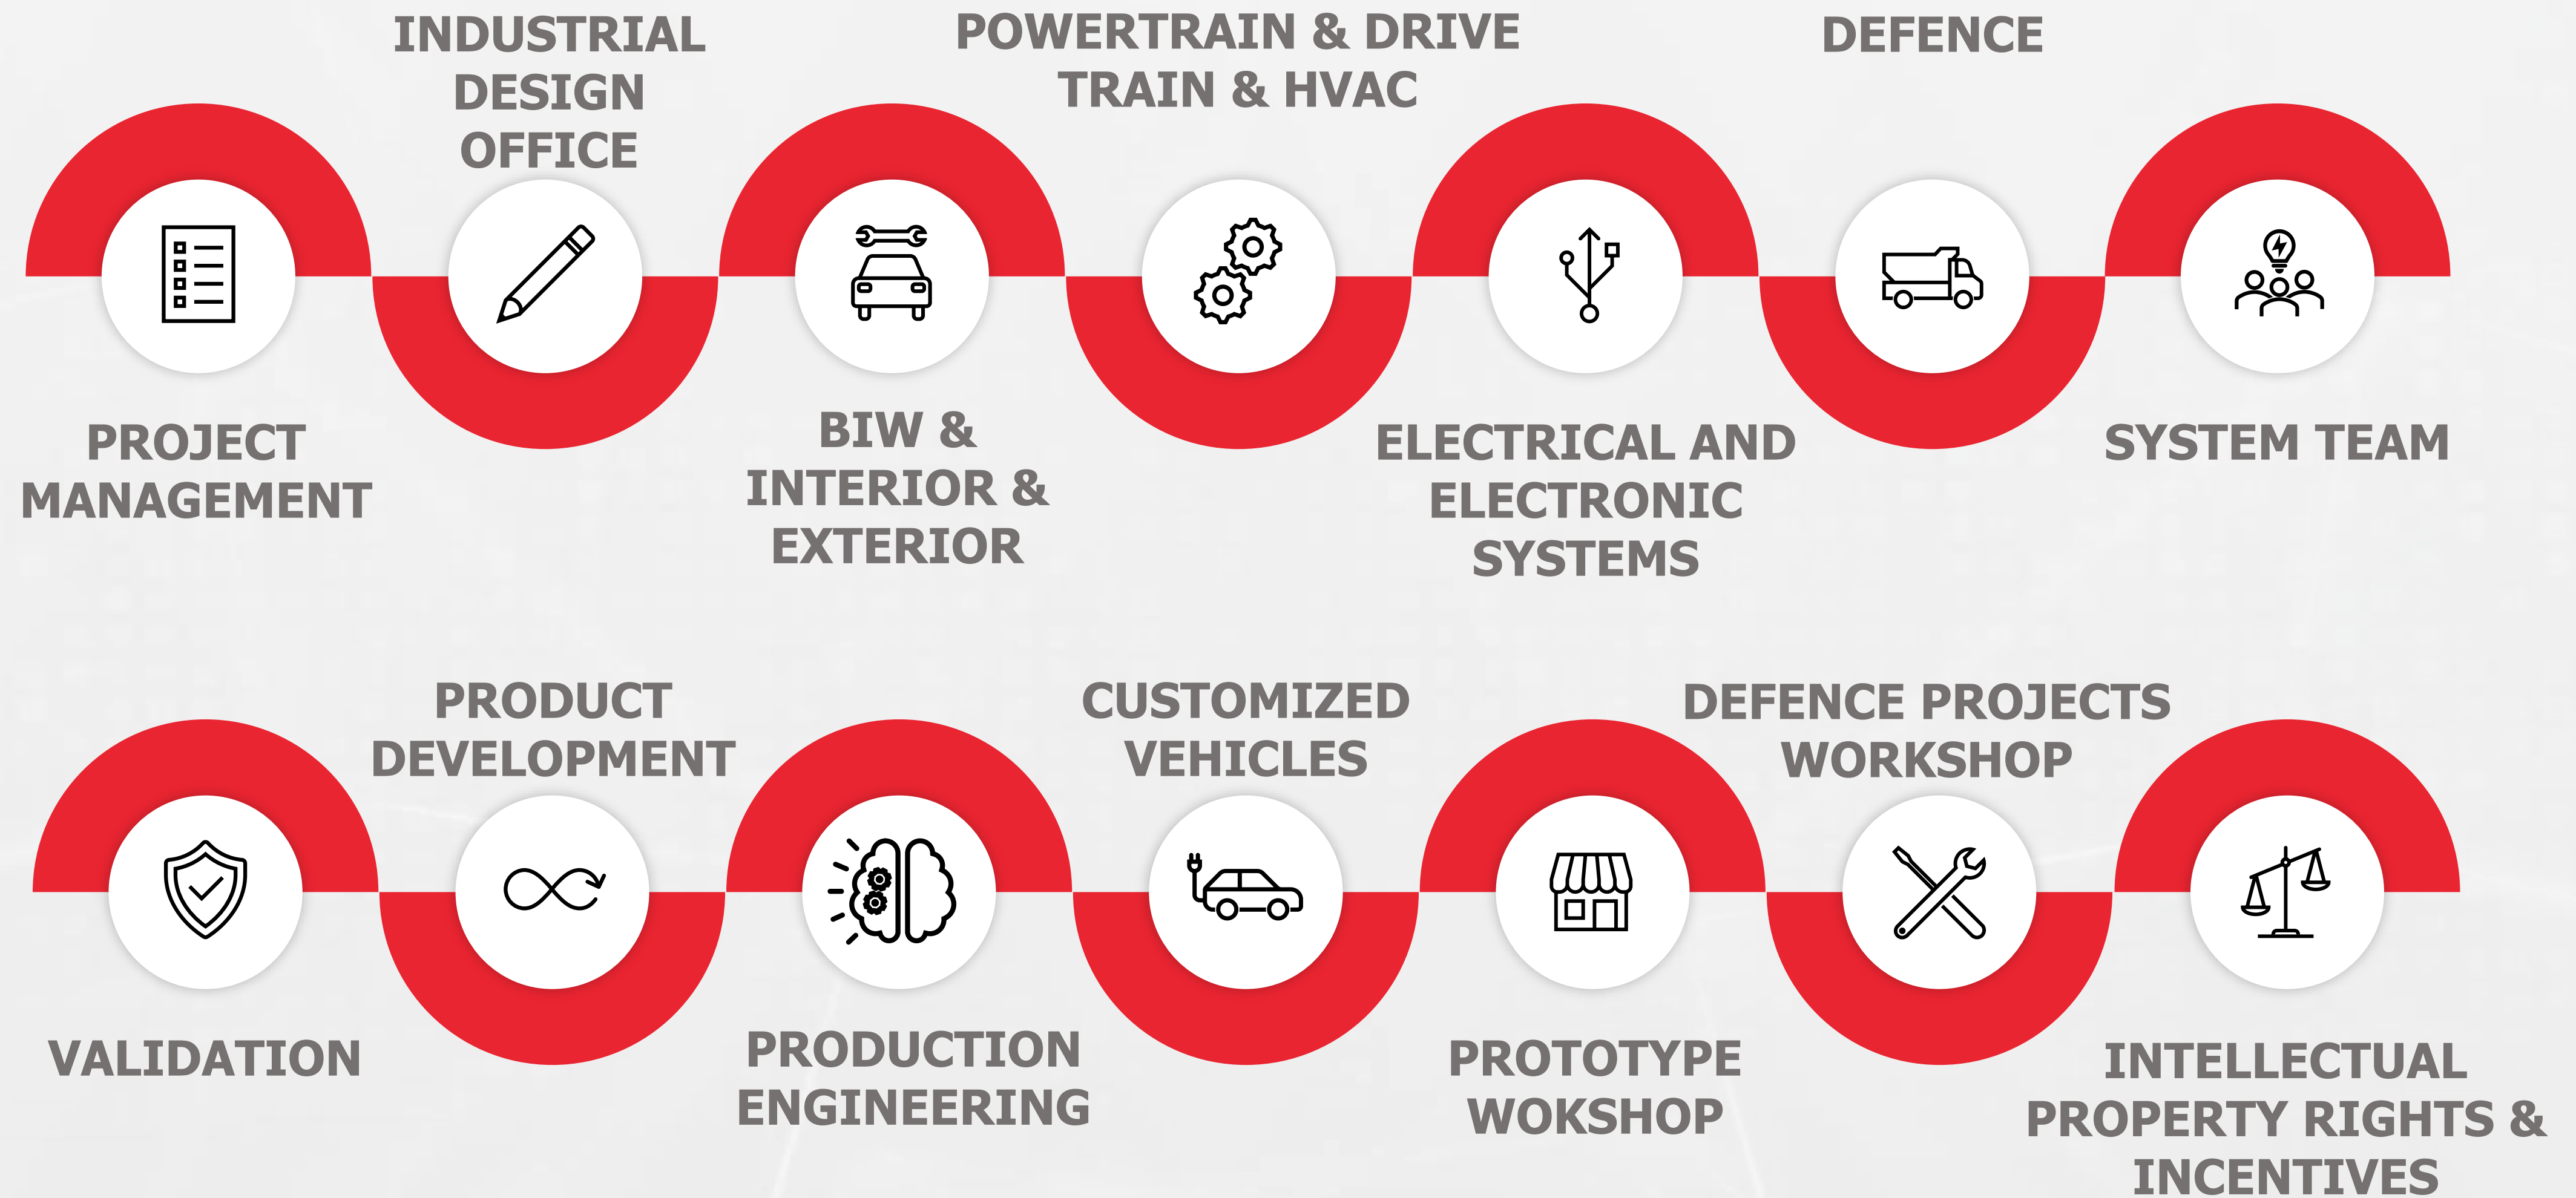 INDUSTRIAL
DESIGN
OFFICE
POWERTRAIN & DRIVE
TRAIN & HVAC
DEFENCE
PROJECT
MANAGEMENT
BIW &
INTERIOR &
EXTERIOR
ELECTRICAL AND
ELECTRONIC
SYSTEMS
SYSTEM TEAM
PRODUCT
DEVELOPMENT
CUSTOMIZED
VEHICLES
DEFENCE PROJECTS
WORKSHOP
VALIDATION
PRODUCTION
ENGINEERING
PROTOTYPE
WOKSHOP
INTELLECTUAL
PROPERTY RIGHTS &
INCENTIVES